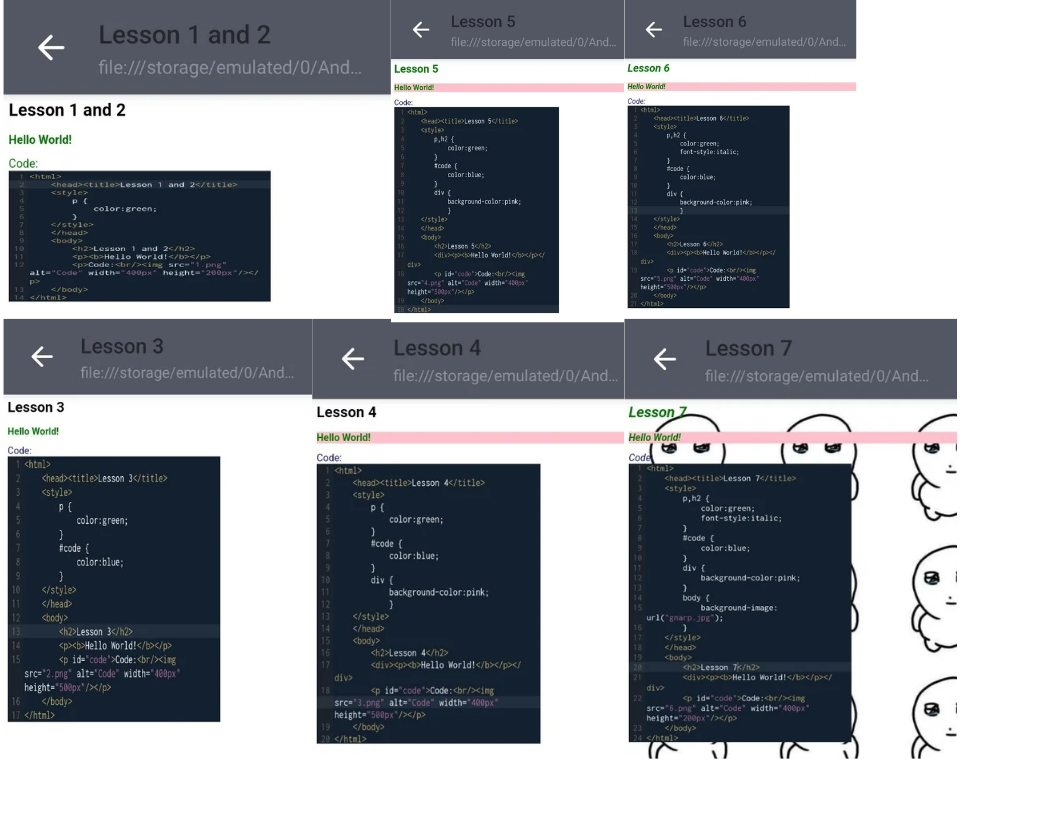 Lesson 1 and 2
file:///storage/emulated/0/And...
Lesson 1 and 2
Hello World!
Code:
1 <html>
2 <head><title>Lesson 1 and 2</title>
3 <style>
4 p {
5 color:green;
6 }
7 </style>
8 </head>
9 <body>
10 <h2>Lesson 1 and 2</h2>
11 <p><b>Hello World!</b></p>
12 <p>Code:<br/><img src="1.png"
alt="Code" width="400px" height="200px"/></
p>
13 </body>
14 </html>
Lesson 5
file:///storage/emulated/0/And...
Lesson 5
Hello World!
Code:
1 <html>
2 <head><title>Lesson 5</title>
3 <style>
4 p,h2 {
5 color:green;
6 }
7 #code {
8 color:blue;
9 }
10 div {
11 background-color:pink;
12 }
13 </style>
14 </head>
15 <body>
16 <h2>Lesson 5</h2>
17 <div><p><b>Hello World!</b></p></
div>
18 <p id="code">Code:<br/><img
src="4.png" alt="Code" width="400px"
height="500px"/></p>
19 </body>
20 </html>
Lesson 6
file:///storage/emulated/0/And...
Lesson 6
Hello World!
Code:
1 <html>
2 <head><title>Lesson 6</title>
3 <style>
4 p,h2 {
5 color:green;
6 font-style:italic;
7 }
8 #code {
9 color:blue;
10 }
11 div {
12 background-color:pink;
13 }
14 </style>
15 </head>
16 <body>
17 <h2>Lesson 6</h2>
18 <div><p><b>Hello World!</b></p></
div>
19 <p id="code">Code:<br/><img
src="5.png" alt="Code" width="400px"
height="500px"/></p>
20 </body>
21 </html>
Lesson 3
file:///storage/emulated/0/And...
Lesson 3
Hello World!
Code:
1 <html>
2 <head><title>Lesson 3</title>
3 <style>
4 p {
5 color:green;
6 }
7 #code {
8 color:blue;
9 }
10 </style>
11 </head>
12 <body>
13 <h2>Lesson 3</h2>
14 <p><b>Hello World!</b></p>
15 <p id="code">Code:<br/><img
src="2.png" alt="Code" width="400px"
height="500px"/></p>
16 </body>
17 </html>
Lesson 4
file:///storage/emulated/0/And...
Lesson 4
Hello World!
Code:
1 <html>
2 <head><title>Lesson 4</title>
3 <style>
4 p {
5 color:green;
6 }
7 #code {
8 color:blue;
9 }
10 div {
11 background-color:pink;
12 }
13 </style>
14 </head>
15 <body>
16 <h2>Lesson 4</h2>
17 <div><p><b>Hello World!</b></p></
div>
18 <p id="code">Code:<br/><img
src="3.png" alt="Code" width="400px"
height="500px"/></p>
19 </body>
20 </html>
Lesson 7
file:///storage/emulated/0/And...
Lesson 7
Hello World!
Code
1 <html>
2 <head><title>Lesson 7</title>
3 <style>
4 p,h2 {
5 color:green;
6 font-style:italic;
7 }
8 #code {
9 color:blue;
10 }
11 div {
12 background-color:pink;
13 }
14 body {
15 background-image:
url("gnarp.jpg");
16 }
17 </style>
18 </head>
19 <body>
20 <h2>Lesson 7</h2>
21 <div><p><b>Hello World!</b></p></
div>
22 <p id="code">Code:<br/><img
src="6.png" alt="Code" width="400px"
height="200px"/></p>
23 </body>
24 </html>